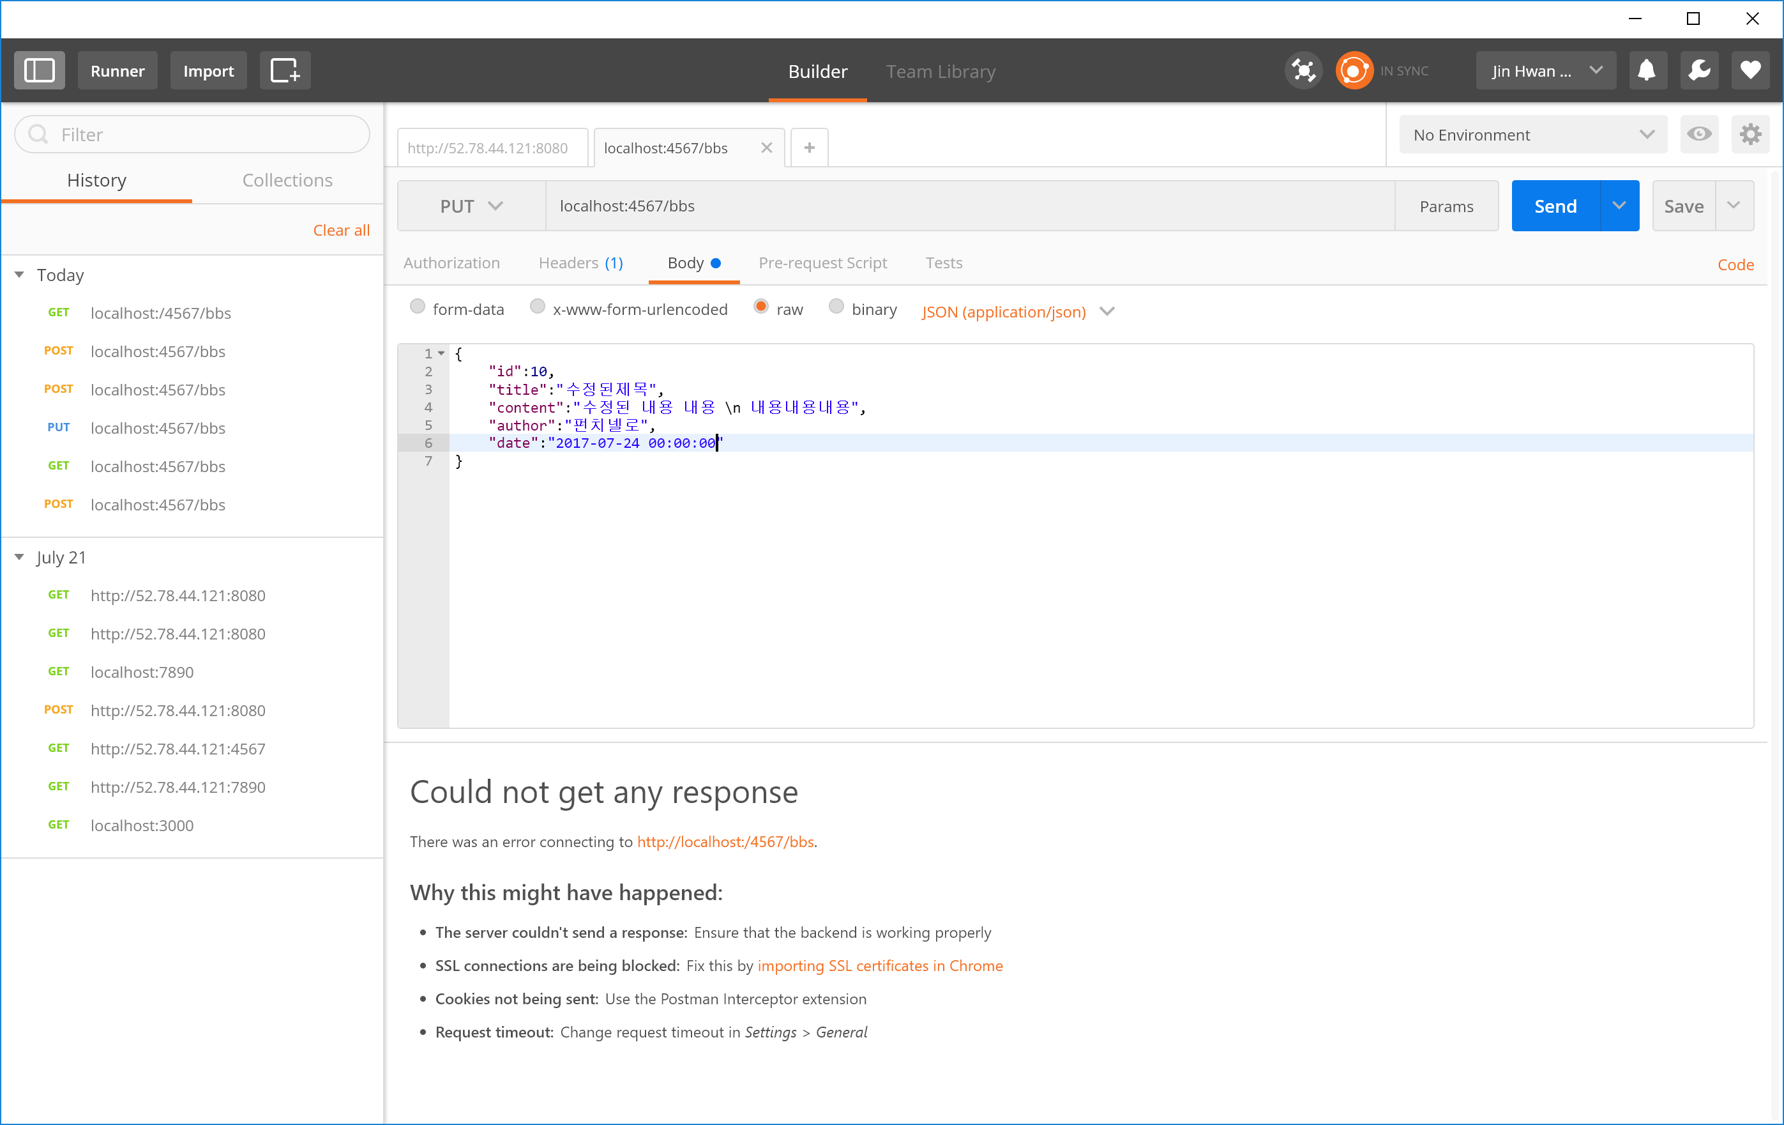 Runner
Import
Builder
Team Library
IN SYNC
Jin Hwan ...
Filter
History
Collections
Clear all
Today
GET localhost:/4567/bbs
POST localhost:4567/bbs
POST localhost:4567/bbs
PUT localhost:4567/bbs
GET localhost:4567/bbs
POST localhost:4567/bbs
July 21
GET http://52.78.44.121:8080
GET http://52.78.44.121:8080
GET localhost:7890
POST http://52.78.44.121:8080
GET http://52.78.44.121:4567
GET http://52.78.44.121:7890
GET localhost:3000
http://52.78.44.121:8080
localhost:4567/bbs
No Environment
PUT
localhost:4567/bbs
Params
Send
Save
Authorization
Headers (1)
Body
Pre-request Script
Tests
Code
form-data
x-www-form-urlencoded
raw
binary
JSON (application/json)
1 {
2 "id":10,
3 "title":"수정된제목",
4 "content":"수정된 내용 내용 \n 내용내용내용",
5 "author":"펀치넬로",
6 "date":"2017-07-24 00:00:00"
7 }
Could not get any response
There was an error connecting to http://localhost:/4567/bbs.
Why this might have happened:
• The server couldn't send a response: Ensure that the backend is working properly
• SSL connections are being blocked: Fix this by importing SSL certificates in Chrome
• Cookies not being sent: Use the Postman Interceptor extension
• Request timeout: Change request timeout in Settings > General